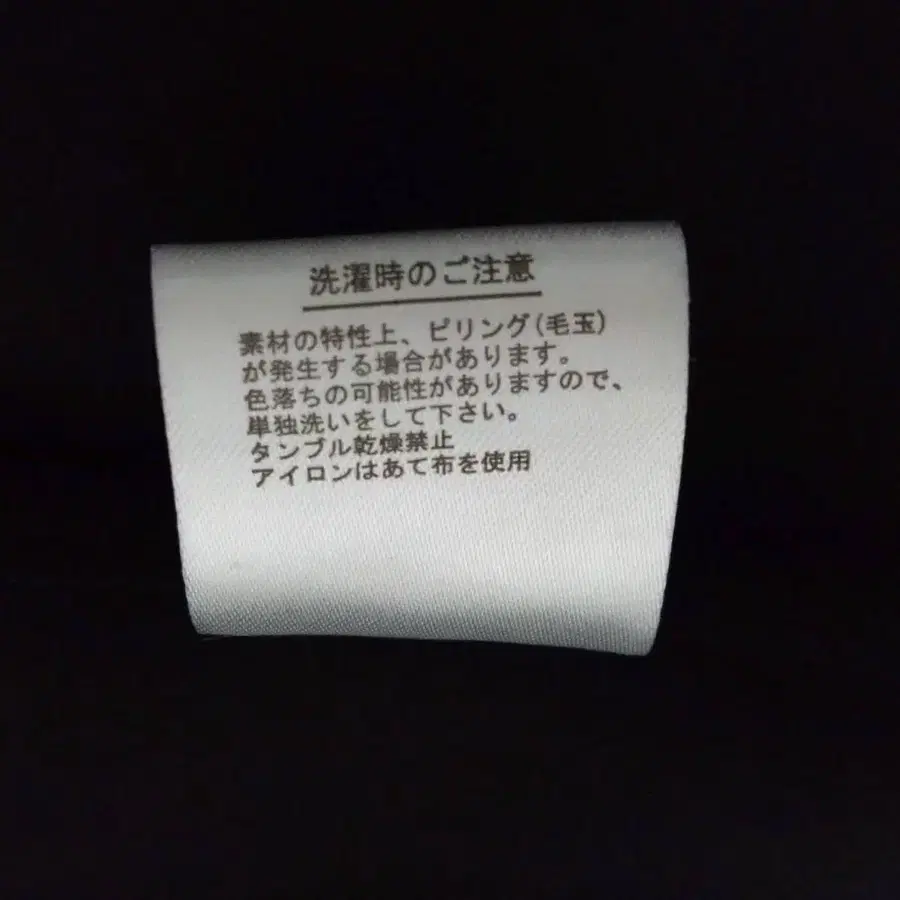 洗濯時のご注意
素材の特性上、ピリング(毛玉)
が発生する場合があります。
色落ちの可能性がありますので、
単独洗いをして下さい。
タンブル乾燥禁止
アイロンはあて布を使用